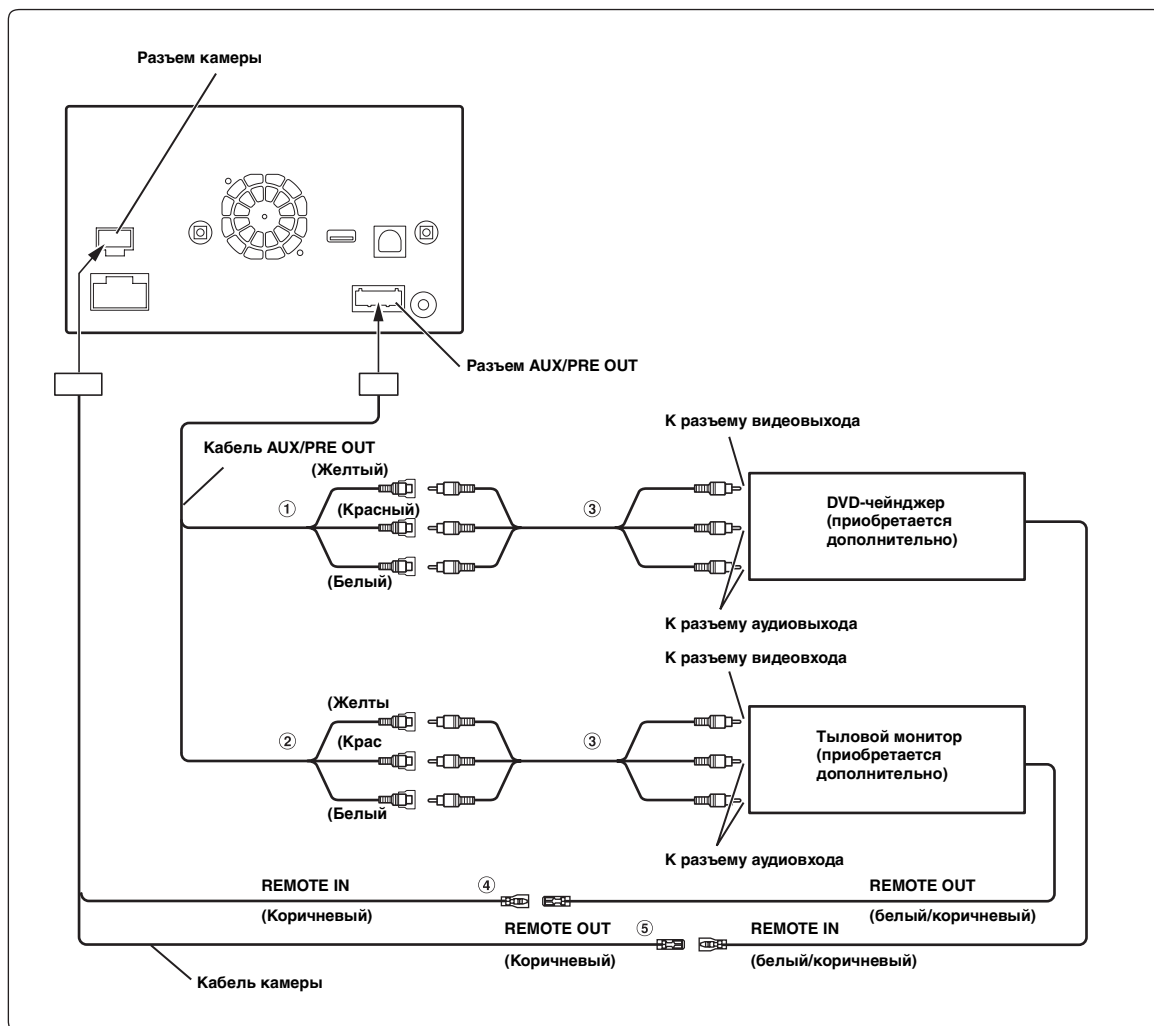 Разъем камеры
Разъем AUX/PRE OUT
К разъему видеовыхода
Кабель AUX/PRE OUT
(Желтый)
①
(Красный)
③
DVD-чейнджер
(приобретается
дополнительно)
(Белый)
К разъему аудиовыхода
К разъему видеовхода
(Желты
②
(Крас
③
Тыловой монитор
(приобретается
дополнительно)
(Белый
К разъему аудиовхода
REMOTE IN
④
REMOTE OUT
(Коричневый)
(белый/коричневый)
REMOTE OUT
⑤
REMOTE IN
(Коричневый)
(белый/коричневый)
Кабель камеры